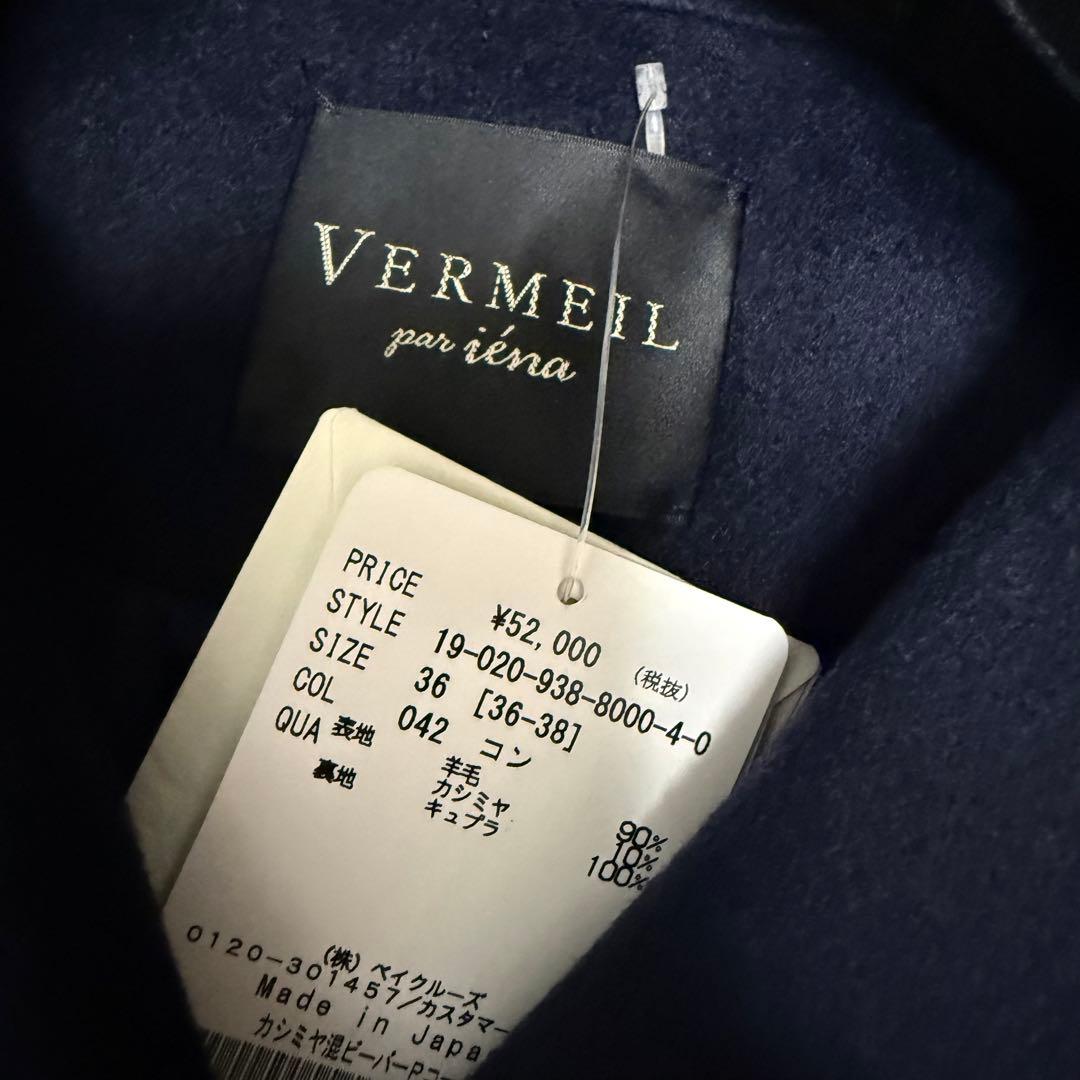 VERMEIL
par iéna
PRICE ¥52,000 (税抜)
STYLE 19-020-938-8000-4-0
SIZE 36 [36-38]
COL 042 コン
QUA 表地 羊毛 90%
カシミヤ 10%
裏地 キュプラ 100%
(株) ベイクルーズ
0120-301457/カスタマー
Made in Japa
カシミヤ混ビーバーPコー